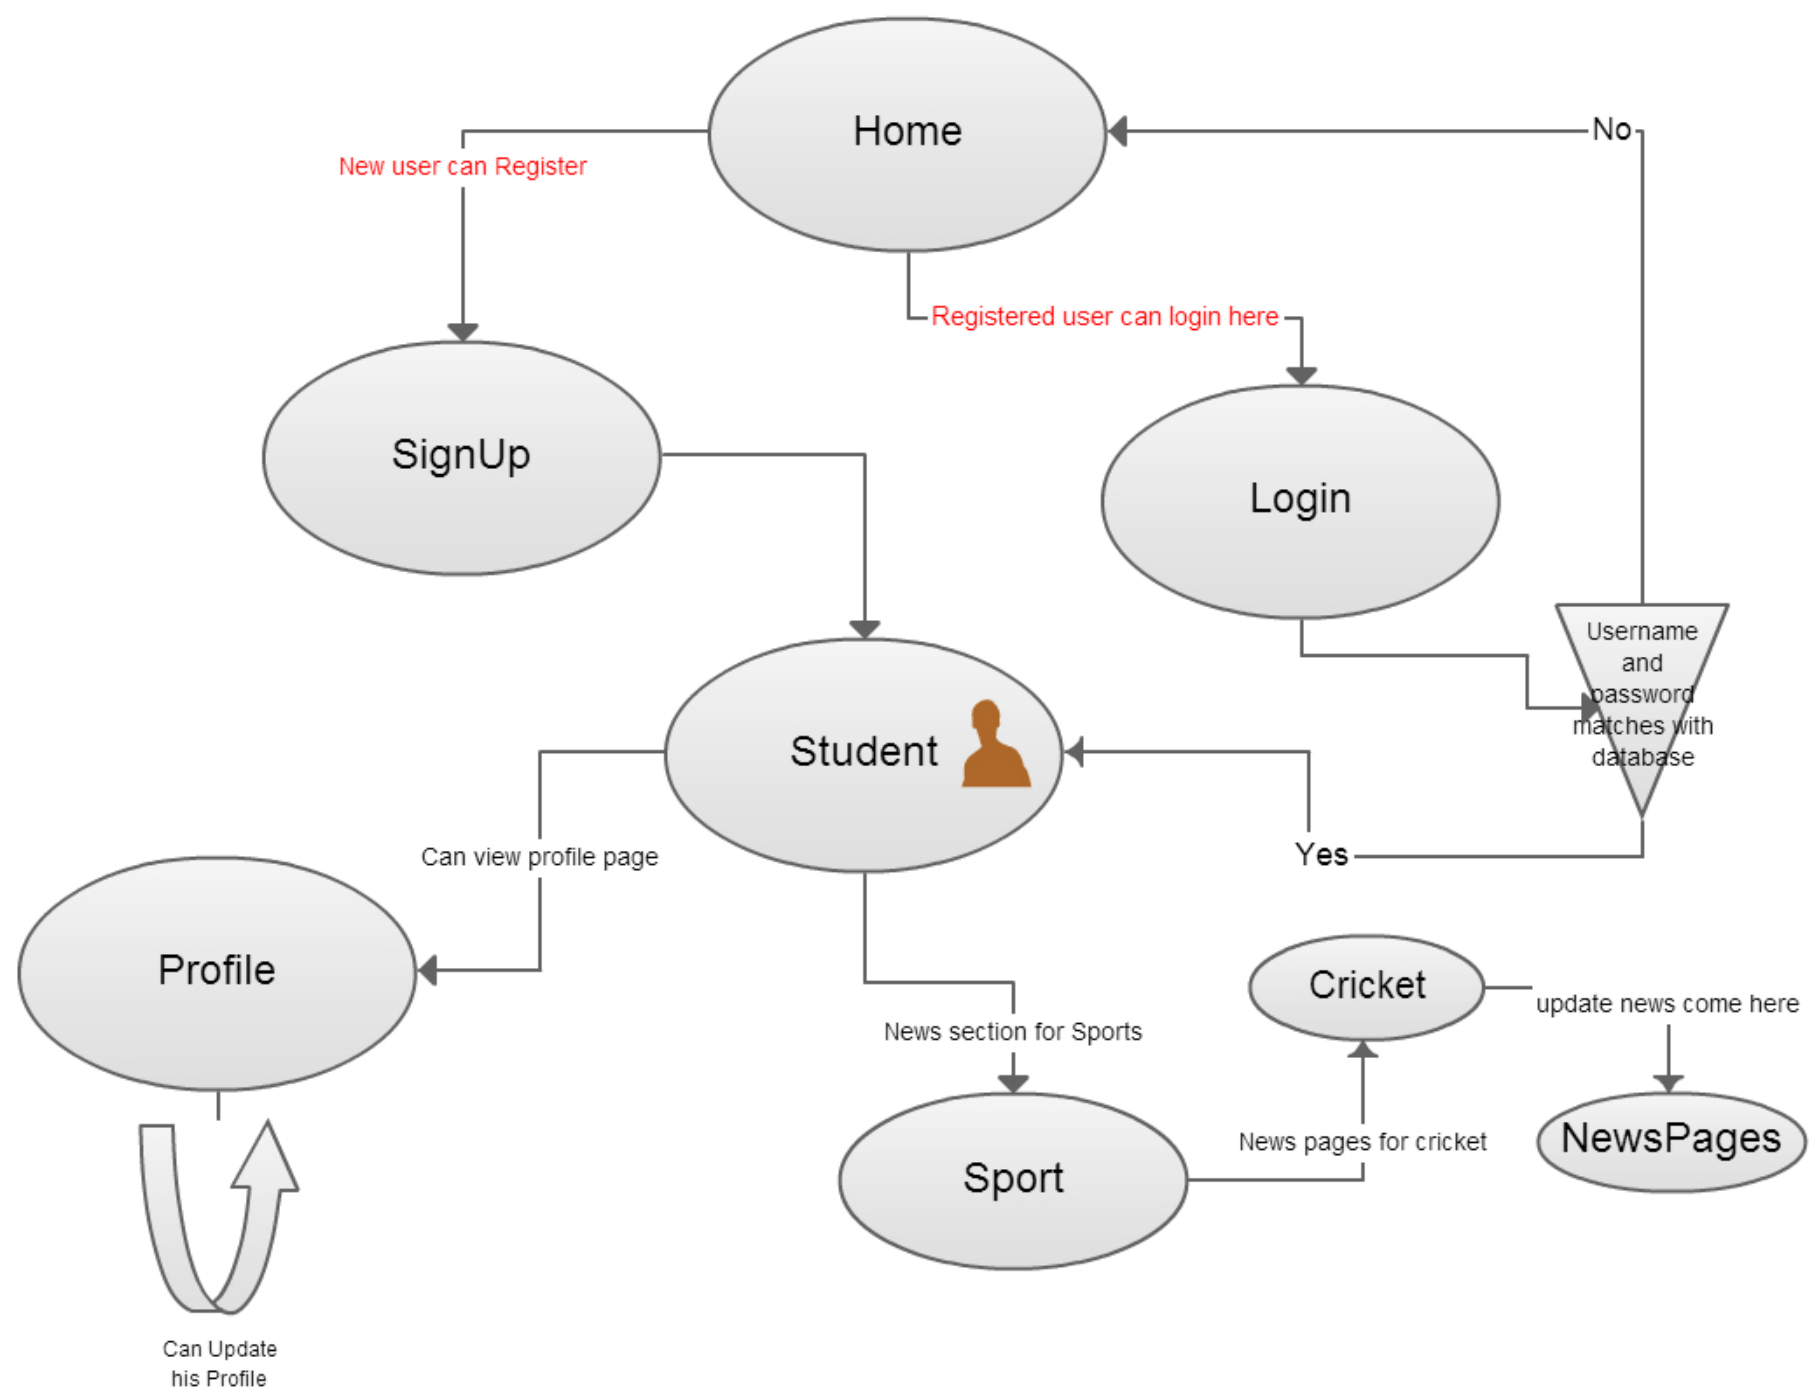 Home
No
New user can Register
Registered user can login here
SignUp
Login
Username
and
password
matches with
database
Student
Yes
Can view profile page
Profile
Cricket
update news come here
News section for Sports
News pages for cricket
NewsPages
Sport
Can Update
his Profile